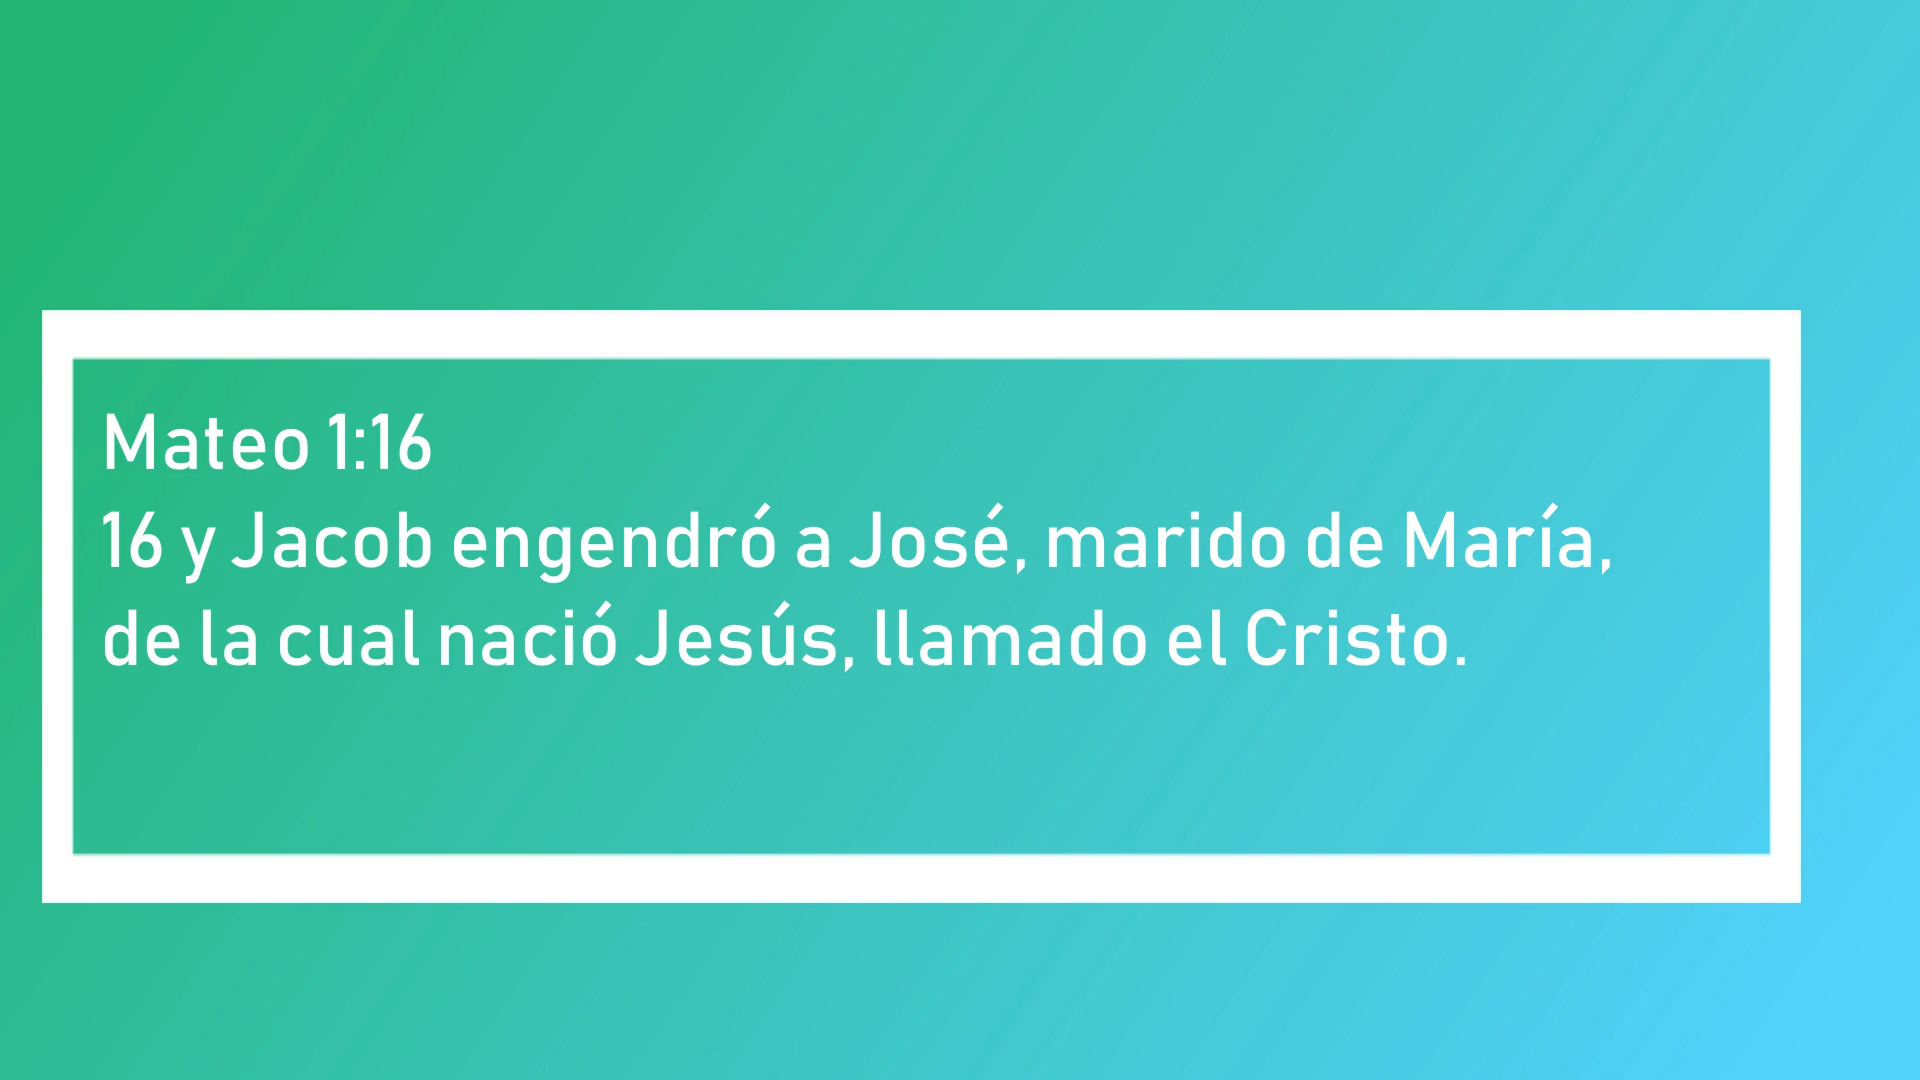 Mateo 1:16
16 y Jacob engendró a José, marido de María,
de la cual nació Jesús, llamado el Cristo.